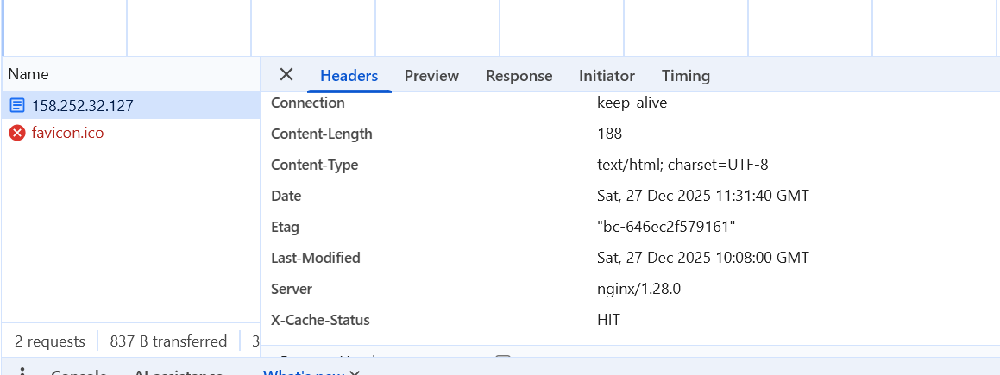 Name
Headers Preview Response Initiator Timing
158.252.32.127
favicon.ico
Connection keep-alive
Content-Length 188
Content-Type text/html; charset=UTF-8
Date Sat, 27 Dec 2025 11:31:40 GMT
Etag "bc-646ec2f579161"
Last-Modified Sat, 27 Dec 2025 10:08:00 GMT
Server nginx/1.28.0
X-Cache-Status HIT
2 requests 837 B transferred 3
Console AI assistance What's new